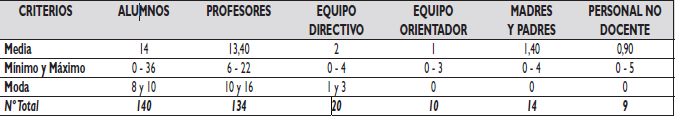 CRITERIOS ALUMNOS PROFESORES EQUIPO DIRECTIVO EQUIPO ORIENTADOR MADRES Y PADRES PERSONAL NO DOCENTE
Media 14 13,40 2 1 1,40 0,90
Mínimo y Máximo 0 - 36 6 - 22 0 - 4 0 - 3 0 - 4 0 - 5
Moda 8 y 10 10 y 16 1 y 3 0 0 0
Nº Total 140 134 20 10 14 9